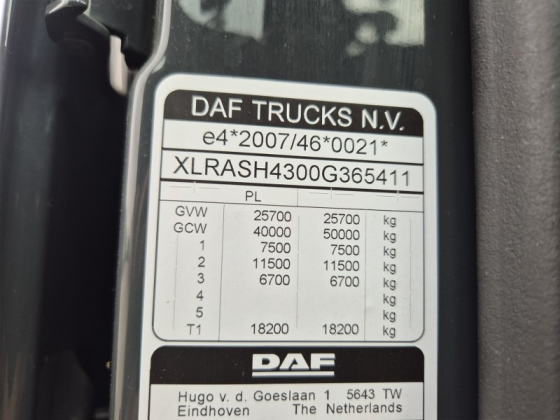 DAF TRUCKS N.V.
e4*2007/46*0021*
XLRASH4300G365411
PL
GVW 25700 25700 kg
GCW 40000 50000 kg
1 7500 7500 kg
2 11500 11500 kg
3 6700 6700 kg
4 kg
5 kg
T1 18200 18200 kg
DAF
Hugo v. d. Goeslaan 1 5643 TW
Eindhoven The Netherlands